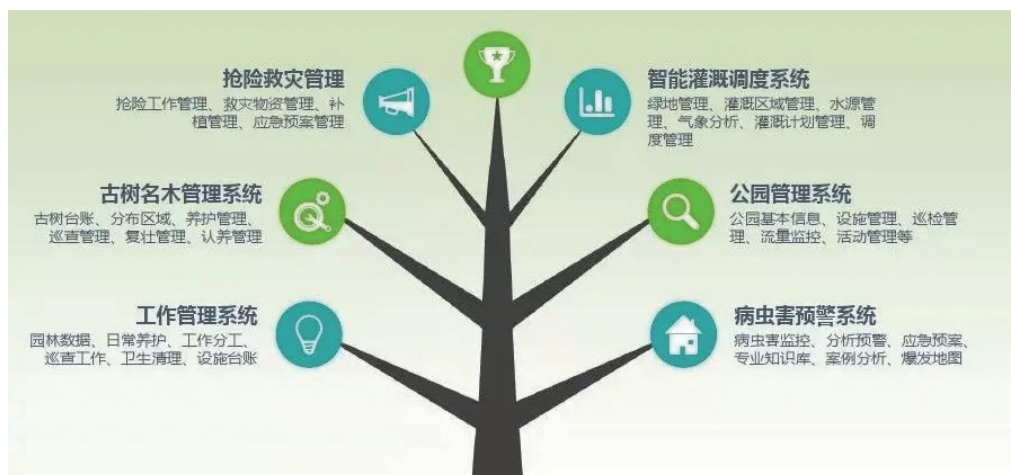 抢险救灾管理
抢险工作管理、救灾物资管理、补
植管理、应急预案管理
智能灌溉调度系统
绿地管理、灌溉区域管理、水源管
理、气象分析、灌溉计划管理、调
度管理
古树名木管理系统
古树台账、分布区域、养护管理、
巡查管理、复壮管理、认养管理
公园管理系统
公园基本信息、设施管理、巡检管
理、流量监控、活动管理等
工作管理系统
园林数据、日常养护、工作分工、
巡查工作、卫生清理、设施台账
病虫害预警系统
病虫害监控、分析预警、应急预案、
专业知识库、案例分析、爆发地图